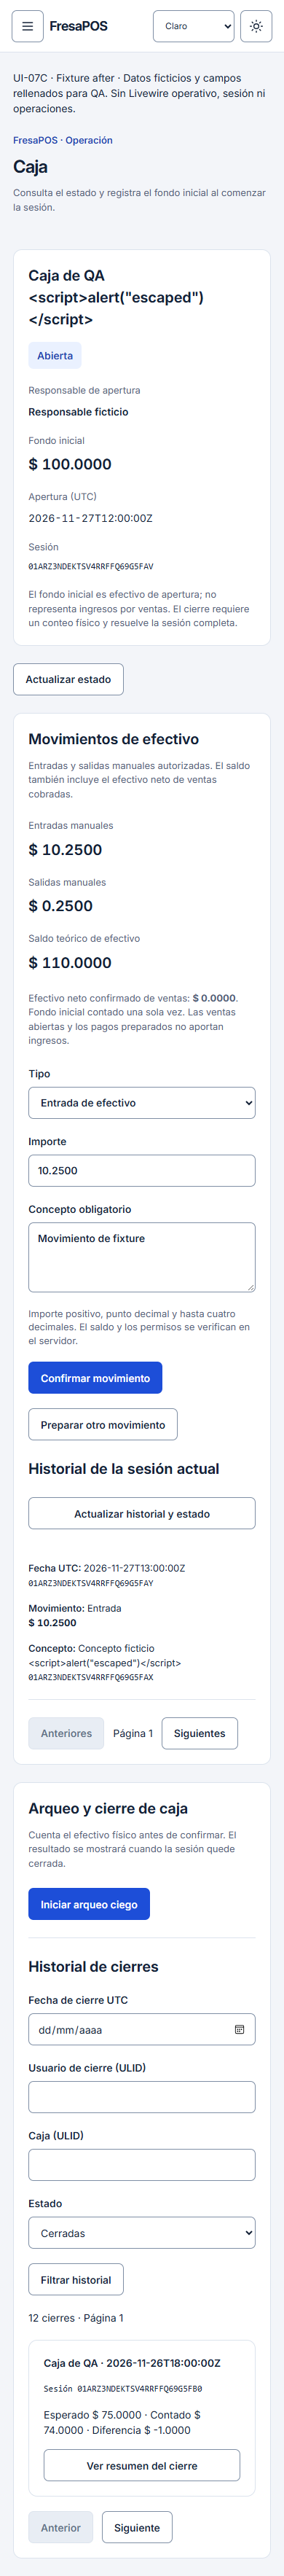 FresaPOS
Claro
UI-07C · Fixture after · Datos ficticios y campos
rellenados para QA. Sin Livewire operativo, sesión ni
operaciones.
FresaPOS · Operación
Caja
Consulta el estado y registra el fondo inicial al comenzar
la sesión.
Caja de QA
<script>alert("escaped")
</script>
Abierta
Responsable de apertura
Responsable ficticio
Fondo inicial
$ 100.0000
Apertura (UTC)
2026-11-27T12:00:00Z
Sesión
01ARZ3NDEKTSV4RRFFQ69G5FAV
El fondo inicial es efectivo de apertura; no
representa ingresos por ventas. El cierre requiere
un conteo físico y resuelve la sesión completa.
Actualizar estado
Movimientos de efectivo
Entradas y salidas manuales autorizadas. El saldo
también incluye el efectivo neto de ventas
cobradas.
Entradas manuales
$ 10.2500
Salidas manuales
$ 0.2500
Saldo teórico de efectivo
$ 110.0000
Efectivo neto confirmado de ventas: $ 0.0000.
Fondo inicial contado una sola vez. Las ventas
abiertas y los pagos preparados no aportan
ingresos.
Tipo
Entrada de efectivo
Importe
10.2500
Concepto obligatorio
Movimiento de fixture
Importe positivo, punto decimal y hasta cuatro
decimales. El saldo y los permisos se verifican en
el servidor.
Confirmar movimiento
Preparar otro movimiento
Historial de la sesión actual
Actualizar historial y estado
Fecha UTC: 2026-11-27T13:00:00Z
01ARZ3NDEKTSV4RRFFQ69G5FAY
Movimiento: Entrada
$ 10.2500
Concepto: Concepto ficticio
<script>alert("escaped")</script>
01ARZ3NDEKTSV4RRFFQ69G5FAX
Anteriores Página 1 Siguientes
Arqueo y cierre de caja
Cuenta el efectivo físico antes de confirmar. El
resultado se mostrará cuando la sesión quede
cerrada.
Iniciar arqueo ciego
Historial de cierres
Fecha de cierre UTC
dd/mm/aaaa
Usuario de cierre (ULID)
Caja (ULID)
Estado
Cerradas
Filtrar historial
12 cierres · Página 1
Caja de QA · 2026-11-26T18:00:00Z
Sesión 01ARZ3NDEKTSV4RRFFQ69G5FB0
Esperado $ 75.0000 · Contado $
74.0000 · Diferencia $ -1.0000
Ver resumen del cierre
Anterior Siguiente